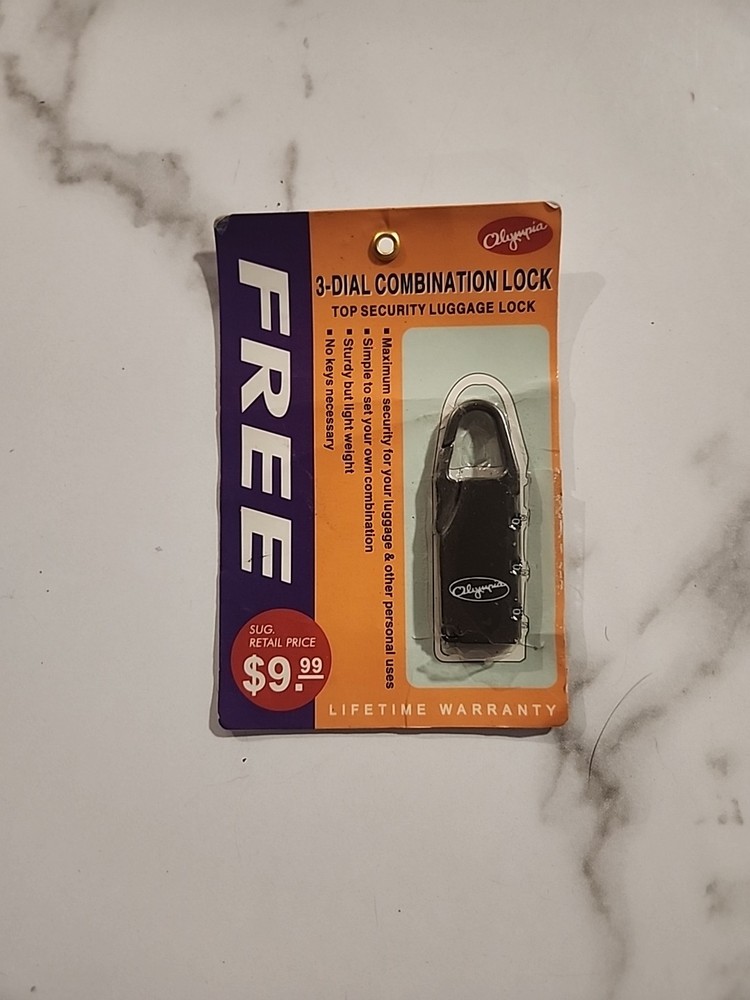 Olympia
3-DIAL COMBINATION LOCK
TOP SECURITY LUGGAGE LOCK
FREE
▪ Maximum security for your luggage & other personal uses
▪ Simple to set your own combination
▪ Sturdy but light weight
▪ No keys necessary
Olympia
SUG.
RETAIL PRICE
$9.99
LIFETIME WARRANTY